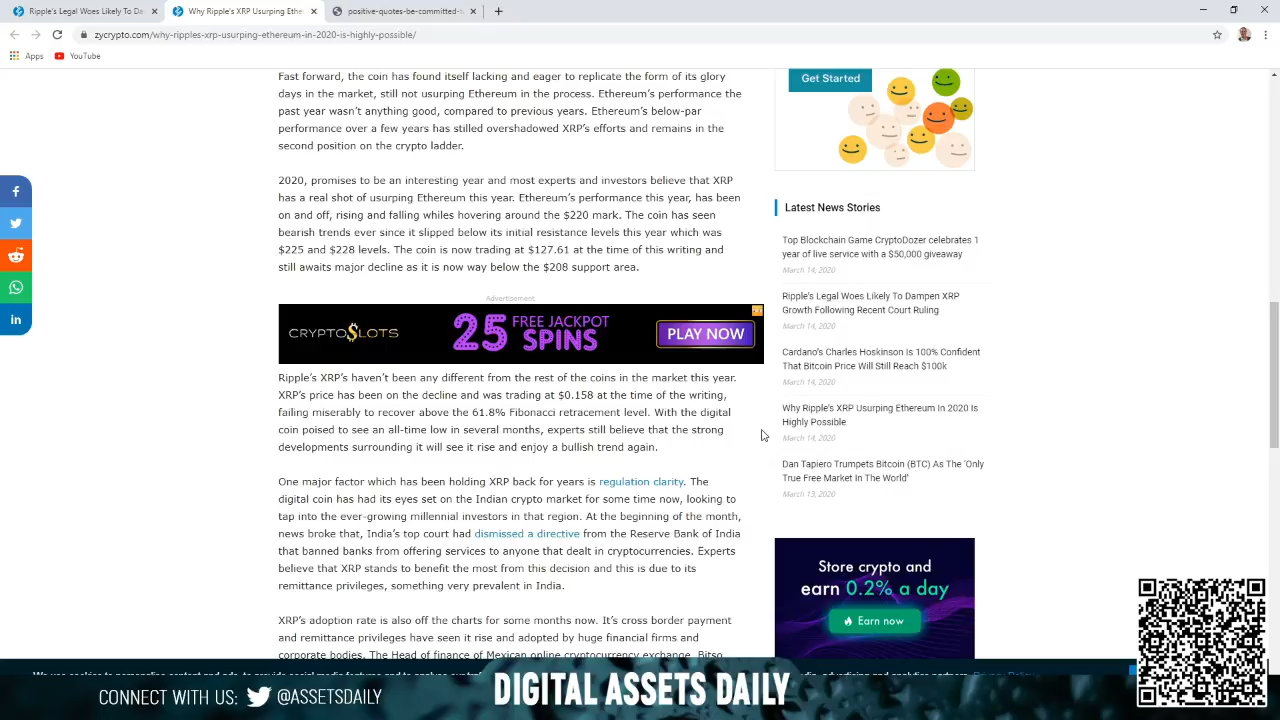 Ripple's Legal Woes Likely To Da
Why Ripple's XRP Usurping Ether
positive-quotes-be-committed-t
zycrypto.com/why-ripples-xrp-usurping-ethereum-in-2020-is-highly-possible/
Apps
YouTube
Fast forward, the coin has found itself lacking and eager to replicate the form of its glory
days in the market, still not usurping Ethereum in the process. Ethereum's performance the
past year wasn't anything good, compared to previous years. Ethereum's below-par
performance over a few years has stilled overshadowed XRP's efforts and remains in the
second position on the crypto ladder.
2020, promises to be an interesting year and most experts and investors believe that XRP
has a real shot of usurping Ethereum this year. Ethereum's performance this year, has been
on and off, rising and falling whiles hovering around the $220 mark. The coin has seen
bearish trends ever since it slipped below its initial resistance levels this year which was
$225 and $228 levels. The coin is now trading at $127.61 at the time of this writing and
still awaits major decline as it is now way below the $208 support area.
Advertisement
CRYPTOSLOTS
25 FREE JACKPOT SPINS
PLAY NOW
Ripple's XRP's haven't been any different from the rest of the coins in the market this year.
XRP's price has been on the decline and was trading at $0.158 at the time of the writing,
failing miserably to recover above the 61.8% Fibonacci retracement level. With the digital
coin poised to see an all-time low in several months, experts still believe that the strong
developments surrounding it will see it rise and enjoy a bullish trend again.
One major factor which has been holding XRP back for years is regulation clarity. The
digital coin has had its eyes set on the Indian crypto market for some time now, looking to
tap into the ever-growing millennial investors in that region. At the beginning of the month,
news broke that, India's top court had dismissed a directive from the Reserve Bank of India
that banned banks from offering services to anyone that dealt in cryptocurrencies. Experts
believe that XRP stands to benefit the most from this decision and this is due to its
remittance privileges, something very prevalent in India.
XRP's adoption rate is also off the charts for some months now. It's cross border payment
and remittance privileges have seen it rise and adopted by huge financial firms and
corporate bodies. The Head of finance of Mexican online cryptocurrency exchange, Bitso
Get Started
Latest News Stories
Top Blockchain Game CryptoDozer celebrates 1
year of live service with a $50,000 giveaway
March 14, 2020
Ripple's Legal Woes Likely To Dampen XRP
Growth Following Recent Court Ruling
March 14, 2020
Cardano's Charles Hoskinson Is 100% Confident
That Bitcoin Price Will Still Reach $100k
March 14, 2020
Why Ripple's XRP Usurping Ethereum In 2020 Is
Highly Possible
March 14, 2020
Dan Tapiero Trumpets Bitcoin (BTC) As The 'Only
True Free Market In The World'
March 13, 2020
Store crypto and
earn 0.2% a day
Earn now
CONNECT WITH US: @ASSETSDAILY
DIGITAL ASSETS DAILY